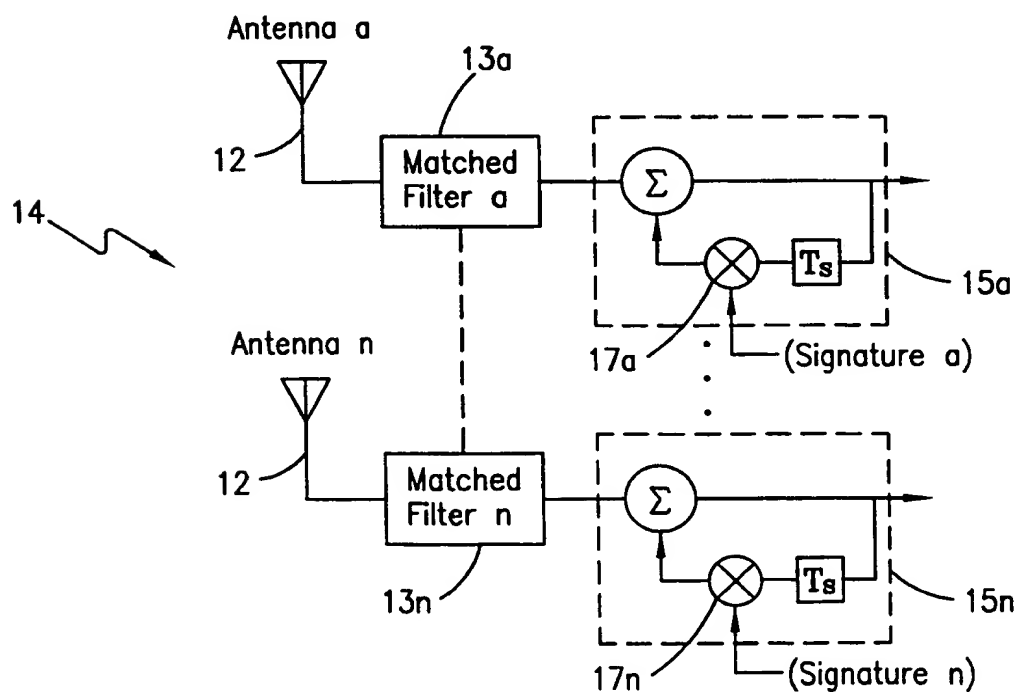 Antenna a
13a
12
Matched
Filter a
Σ
14
Ts
15a
17a
(Signature a)
Antenna n
12
Matched
Filter n
Σ
13n
Ts
15n
17n
(Signature n)